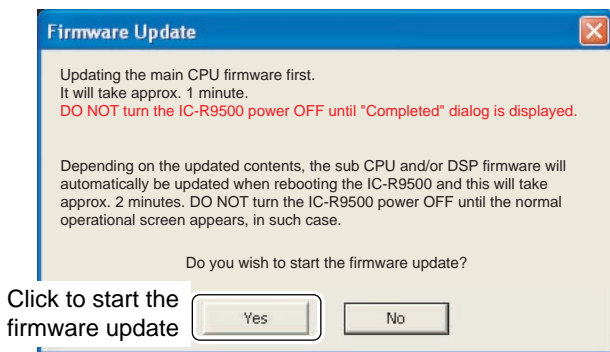 Firmware Update
Updating the main CPU firmware first.
It will take approx. 1 minute.
DO NOT turn the IC-R9500 power OFF until "Completed" dialog is displayed.
Depending on the updated contents, the sub CPU and/or DSP firmware will
automatically be updated when rebooting the IC-R9500 and this will take
approx. 2 minutes. DO NOT turn the IC-R9500 power OFF until the normal
operational screen appears, in such case.
Do you wish to start the firmware update?
Click to start the
firmware update
Yes
No